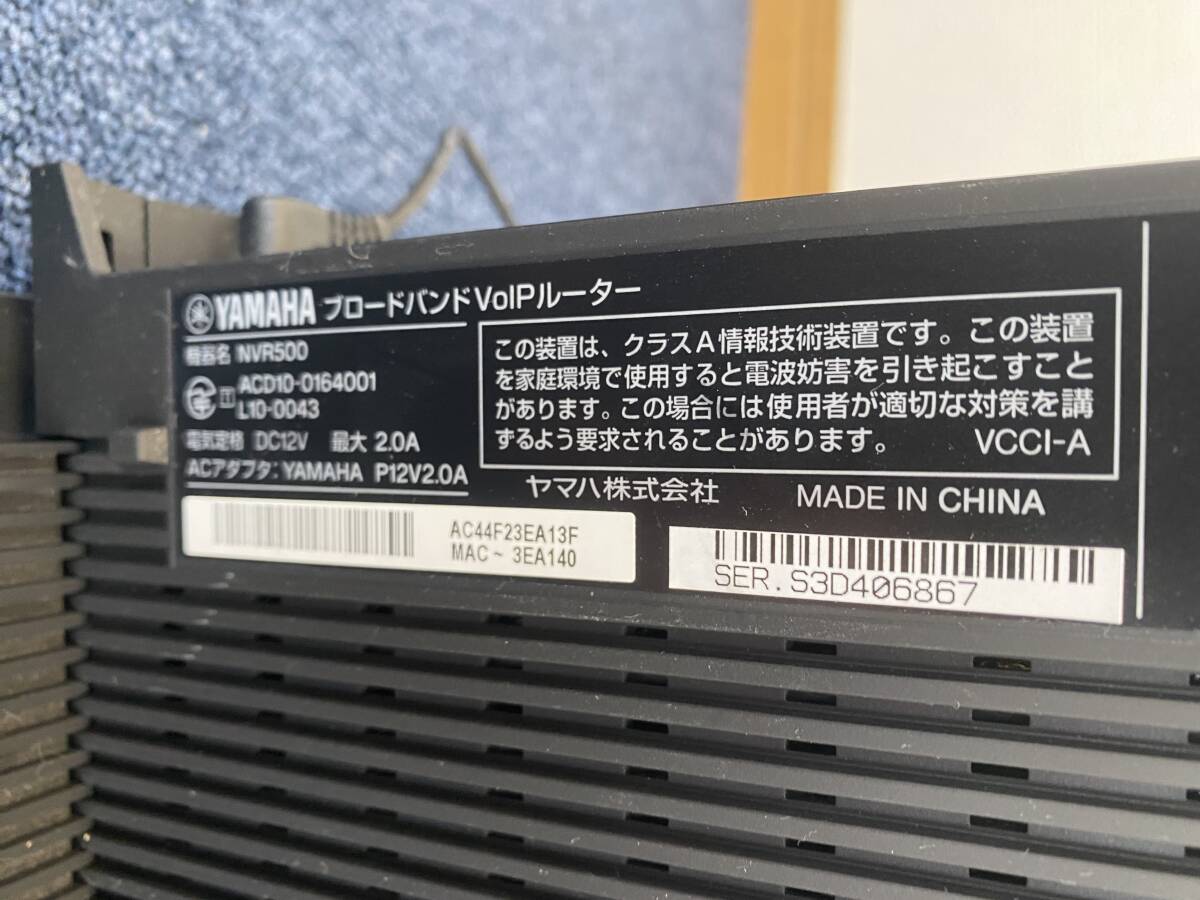 YAMAHA ブロードバンドVoIPルーター
機器名 NVR500
ACD10-0164001
L10-0043
電気定格 DC12V 最大 2.0A
ACアダプタ: YAMAHA P12V2.0A
この装置は、クラスA情報技術装置です。この装置
を家庭環境で使用すると電波妨害を引き起こすこと
があります。この場合には使用者が適切な対策を講
ずるよう要求されることがあります。 VCCI-A
ヤマハ株式会社 MADE IN CHINA
AC44F23EA13F
MAC～3EA140
SER.S3D406867